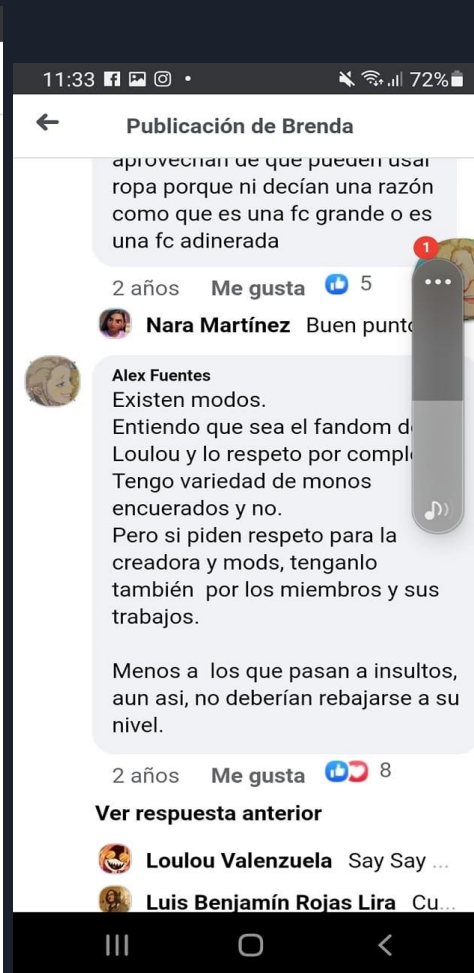 11:33 72%
Publicación de Brenda
aprovechan de que pueden usar
ropa porque ni decían una razón
como que es una fc grande o es
una fc adinerada
1
2 años Me gusta 5
Nara Martínez Buen punto
Alex Fuentes
Existen modos.
Entiendo que sea el fandom
Loulou y lo respeto por
Tengo variedad de monos
encuerados y no.
Pero si piden respeto para la
creadora y mods, tenganlo
también por los miembros y sus
trabajos.
Menos a los que pasan a insultos,
aun asi, no deberían rebajarse a su
nivel.
2 años Me gusta 8
Ver respuesta anterior
Loulou Valenzuela Say Say ...
Luis Benjamín Rojas Lira Cu...